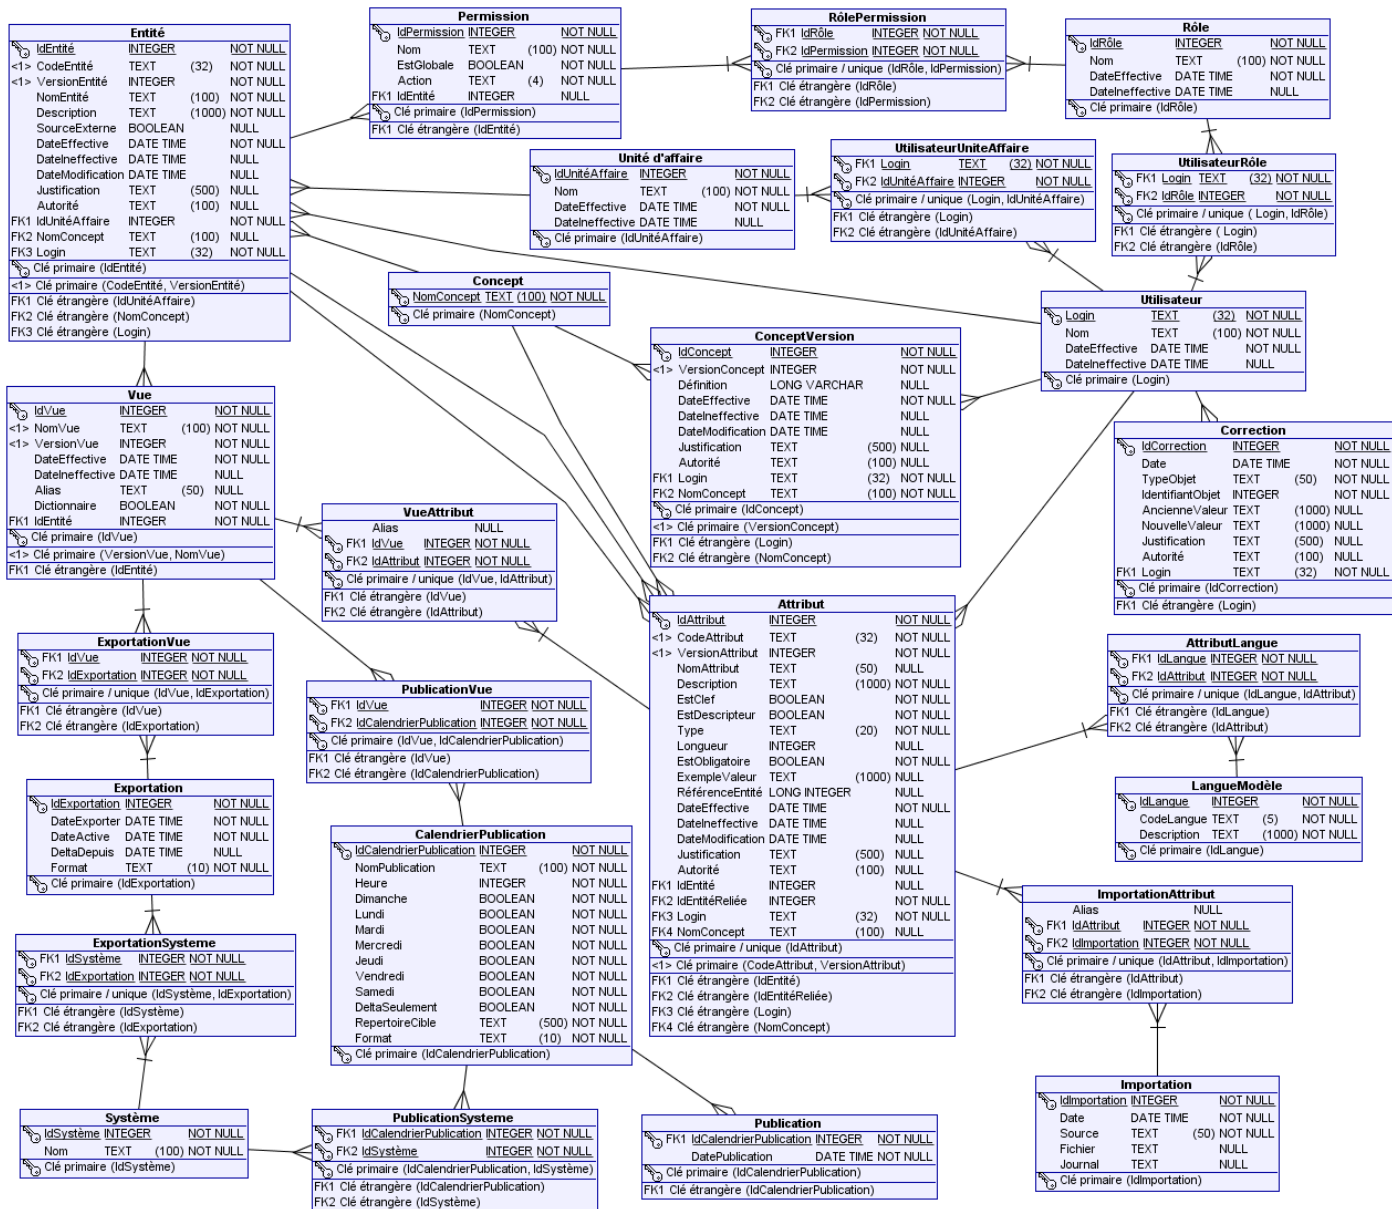 Entité
IdEntité INTEGER NOT NULL
<1> CodeEntité TEXT (32) NOT NULL
<1> VersionEntité INTEGER NOT NULL
NomEntité TEXT (100) NOT NULL
Description TEXT (1000) NOT NULL
SourceExterne BOOLEAN NULL
DateEffective DATE TIME NOT NULL
DateIneffective DATE TIME NULL
DateModification DATE TIME NULL
Justification TEXT (500) NULL
Autorité TEXT (100) NULL
FK1 IdUnitéAffaire INTEGER NOT NULL
FK2 NomConcept TEXT (100) NULL
FK3 Login TEXT (32) NOT NULL
Clé primaire (IdEntité)
<1> Clé primaire (CodeEntité, VersionEntité)
FK1 Clé étrangère (IdUnitéAffaire)
FK2 Clé étrangère (NomConcept)
FK3 Clé étrangère (Login)
Permission
IdPermission INTEGER NOT NULL
Nom TEXT (100) NOT NULL
EstGlobale BOOLEAN NOT NULL
Action TEXT (4) NOT NULL
FK1 IdEntité INTEGER NULL
Clé primaire (IdPermission)
FK1 Clé étrangère (IdEntité)
RôlePermission
FK1 IdRôle INTEGER NOT NULL
FK2 IdPermission INTEGER NOT NULL
Clé primaire / unique (IdRôle, IdPermission)
FK1 Clé étrangère (IdRôle)
FK2 Clé étrangère (IdPermission)
Rôle
IdRôle INTEGER NOT NULL
Nom TEXT (100) NOT NULL
DateEffective DATE TIME NOT NULL
DateIneffective DATE TIME NULL
Clé primaire (IdRôle)
Unité d'affaire
IdUnitéAffaire INTEGER NOT NULL
Nom TEXT (100) NOT NULL
DateEffective DATE TIME NOT NULL
DateIneffective DATE TIME NULL
Clé primaire (IdUnitéAffaire)
UtilisateurUniteAffaire
FK1 Login TEXT (32) NOT NULL
FK2 IdUnitéAffaire INTEGER NOT NULL
Clé primaire / unique (Login, IdUnitéAffaire)
FK1 Clé étrangère (Login)
FK2 Clé étrangère (IdUnitéAffaire)
UtilisateurRôle
FK1 Login TEXT (32) NOT NULL
FK2 IdRôle INTEGER NOT NULL
Clé primaire / unique ( Login, IdRôle)
FK1 Clé étrangère ( Login)
FK2 Clé étrangère (IdRôle)
Concept
NomConcept TEXT (100) NOT NULL
Clé primaire (NomConcept)
Utilisateur
Login TEXT (32) NOT NULL
Nom TEXT (100) NOT NULL
DateEffective DATE TIME NOT NULL
DateIneffective DATE TIME NULL
Clé primaire (Login)
ConceptVersion
IdConcept INTEGER NOT NULL
<1> VersionConcept INTEGER NOT NULL
Définition LONG VARCHAR NULL
DateEffective DATE TIME NOT NULL
DateIneffective DATE TIME NULL
DateModification DATE TIME NULL
Justification TEXT (500) NULL
Autorité TEXT (100) NULL
FK1 Login TEXT (32) NOT NULL
FK2 NomConcept TEXT (100) NOT NULL
Clé primaire (IdConcept)
<1> Clé primaire (VersionConcept)
FK1 Clé étrangère (Login)
FK2 Clé étrangère (NomConcept)
Vue
IdVue INTEGER NOT NULL
<1> NomVue TEXT (100) NOT NULL
<1> VersionVue INTEGER NOT NULL
DateEffective DATE TIME NOT NULL
DateIneffective DATE TIME NULL
Alias TEXT (50) NULL
Dictionnaire BOOLEAN NOT NULL
FK1 IdEntité INTEGER NOT NULL
Clé primaire (IdVue)
<1> Clé primaire (VersionVue, NomVue)
FK1 Clé étrangère (IdEntité)
Correction
IdCorrection INTEGER NOT NULL
Date DATE TIME NOT NULL
TypeObjet TEXT (50) NOT NULL
IdentifiantObjet INTEGER NOT NULL
AncienneValeur TEXT (1000) NULL
NouvelleValeur TEXT (1000) NULL
Justification TEXT (500) NULL
Autorité TEXT (100) NULL
FK1 Login TEXT (32) NOT NULL
Clé primaire (IdCorrection)
FK1 Clé étrangère (Login)
VueAttribut
Alias NULL
FK1 IdVue INTEGER NOT NULL
FK2 IdAttribut INTEGER NOT NULL
Clé primaire / unique (IdVue, IdAttribut)
FK1 Clé étrangère (IdVue)
FK2 Clé étrangère (IdAttribut)
Attribut
IdAttribut INTEGER NOT NULL
<1> CodeAttribut TEXT (32) NOT NULL
<1> VersionAttribut INTEGER NOT NULL
NomAttribut TEXT (50) NULL
Description TEXT (1000) NOT NULL
EstClef BOOLEAN NOT NULL
EstDescripteur BOOLEAN NOT NULL
Type TEXT (20) NOT NULL
Longueur INTEGER NULL
EstObligatoire BOOLEAN NOT NULL
ExempleValeur TEXT (1000) NULL
RéférenceEntité LONG INTEGER NULL
DateEffective DATE TIME NOT NULL
DateIneffective DATE TIME NULL
DateModification DATE TIME NULL
Justification TEXT (500) NULL
Autorité TEXT (100) NULL
FK1 IdEntité INTEGER NULL
FK2 IdEntitéReliée INTEGER NOT NULL
FK3 Login TEXT (32) NOT NULL
FK4 NomConcept TEXT (100) NULL
Clé primaire / unique (IdAttribut)
<1> Clé primaire (CodeAttribut, VersionAttribut)
FK1 Clé étrangère (IdEntité)
FK2 Clé étrangère (IdEntitéReliée)
FK3 Clé étrangère (Login)
FK4 Clé étrangère (NomConcept)
ExportationVue
FK1 IdVue INTEGER NOT NULL
FK2 IdExportation INTEGER NOT NULL
Clé primaire / unique (IdVue, IdExportation)
FK1 Clé étrangère (IdVue)
FK2 Clé étrangère (IdExportation)
AttributLangue
FK1 IdLangue INTEGER NOT NULL
FK2 IdAttribut INTEGER NOT NULL
Clé primaire / unique (IdLangue, IdAttribut)
FK1 Clé étrangère (IdLangue)
FK2 Clé étrangère (IdAttribut)
PublicationVue
FK1 IdVue INTEGER NOT NULL
FK2 IdCalendrierPublication INTEGER NOT NULL
Clé primaire (IdVue, IdCalendrierPublication)
FK1 Clé étrangère (IdVue)
FK2 Clé étrangère (IdCalendrierPublication)
Exportation
IdExportation INTEGER NOT NULL
DateExporter DATE TIME NOT NULL
DateActive DATE TIME NOT NULL
DeltaDepuis DATE TIME NULL
Format TEXT (10) NOT NULL
Clé primaire (IdExportation)
LangueModèle
IdLangue INTEGER NOT NULL
CodeLangue TEXT (5) NOT NULL
Description TEXT (1000) NOT NULL
Clé primaire (IdLangue)
CalendrierPublication
IdCalendrierPublication INTEGER NOT NULL
NomPublication TEXT (100) NOT NULL
Heure INTEGER NOT NULL
Dimanche BOOLEAN NOT NULL
Lundi BOOLEAN NOT NULL
Mardi BOOLEAN NOT NULL
Mercredi BOOLEAN NOT NULL
Jeudi BOOLEAN NOT NULL
Vendredi BOOLEAN NOT NULL
Samedi BOOLEAN NOT NULL
DeltaSeulement BOOLEAN NOT NULL
RepertoireCible TEXT (500) NOT NULL
Format TEXT (10) NOT NULL
Clé primaire (IdCalendrierPublication)
ImportationAttribut
Alias NULL
FK1 IdAttribut INTEGER NOT NULL
FK2 IdImportation INTEGER NOT NULL
Clé primaire / unique (IdAttribut, IdImportation)
FK1 Clé étrangère (IdAttribut)
FK2 Clé étrangère (IdImportation)
ExportationSysteme
FK1 IdSystème INTEGER NOT NULL
FK2 IdExportation INTEGER NOT NULL
Clé primaire / unique (IdSystème, IdExportation)
FK1 Clé étrangère (IdSystème)
FK2 Clé étrangère (IdExportation)
Système
IdSystème INTEGER NOT NULL
Nom TEXT (100) NOT NULL
Clé primaire (IdSystème)
PublicationSysteme
FK1 IdCalendrierPublication INTEGER NOT NULL
FK2 IdSystème INTEGER NOT NULL
Clé primaire (IdCalendrierPublication, IdSystème)
FK1 Clé étrangère (IdCalendrierPublication)
FK2 Clé étrangère (IdSystème)
Publication
FK1 IdCalendrierPublication INTEGER NOT NULL
DatePublication DATE TIME NOT NULL
Clé primaire (IdCalendrierPublication)
FK1 Clé étrangère (IdCalendrierPublication)
Importation
IdImportation INTEGER NOT NULL
Date DATE TIME NOT NULL
Source TEXT (50) NOT NULL
Fichier TEXT NULL
Journal TEXT NULL
Clé primaire (IdImportation)